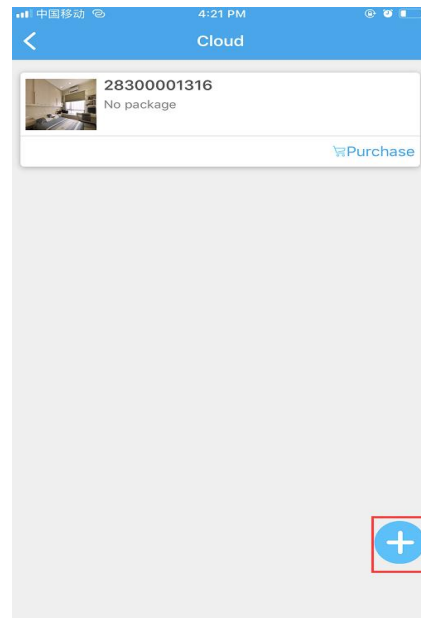 中国移动 4:21 PM
Cloud
28300001316
No package
Purchase